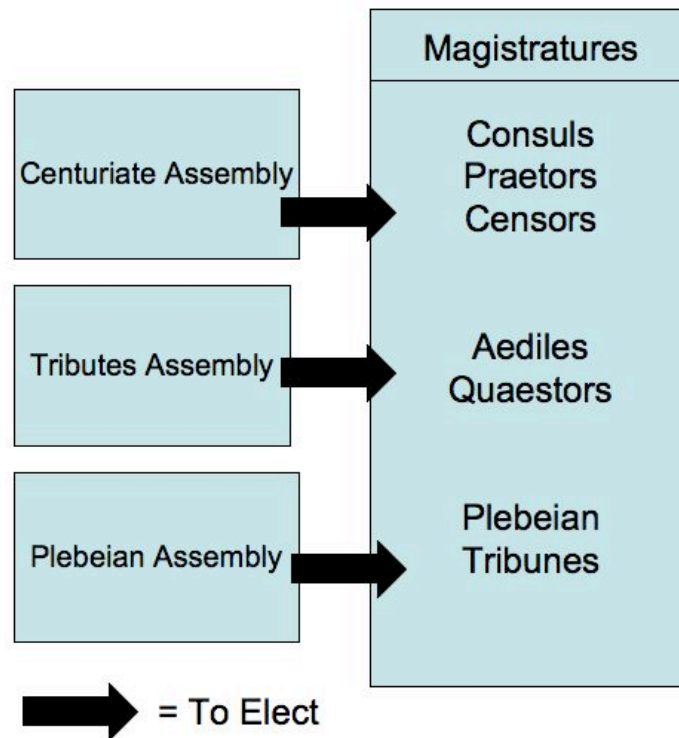 Magistratures
Centuriate Assembly
Consuls
Praetors
Censors
Tributes Assembly
Aediles
Quaestors
Plebeian Assembly
Plebeian
Tribunes
= To Elect